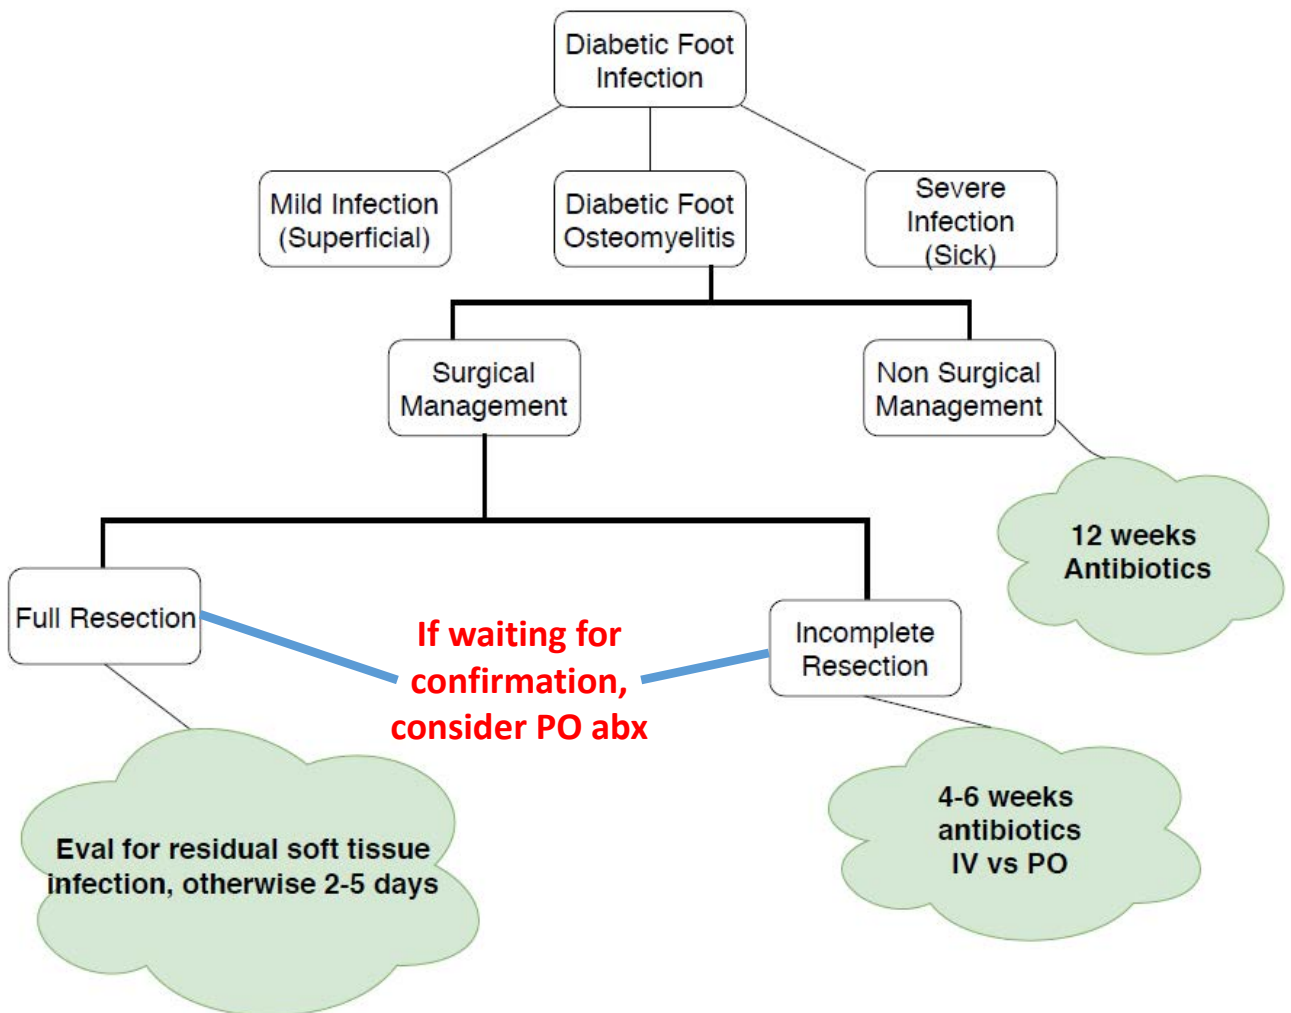 Diabetic Foot
Infection
Mild Infection
(Superficial)
Diabetic Foot
Osteomyelitis
Severe
Infection
(Sick)
Surgical
Management
Non Surgical
Management
12 weeks
Antibiotics
Full Resection
If waiting for
confirmation,
consider PO abx
Incomplete
Resection
Eval for residual soft tissue
infection, otherwise 2-5 days
4-6 weeks
antibiotics
IV vs PO